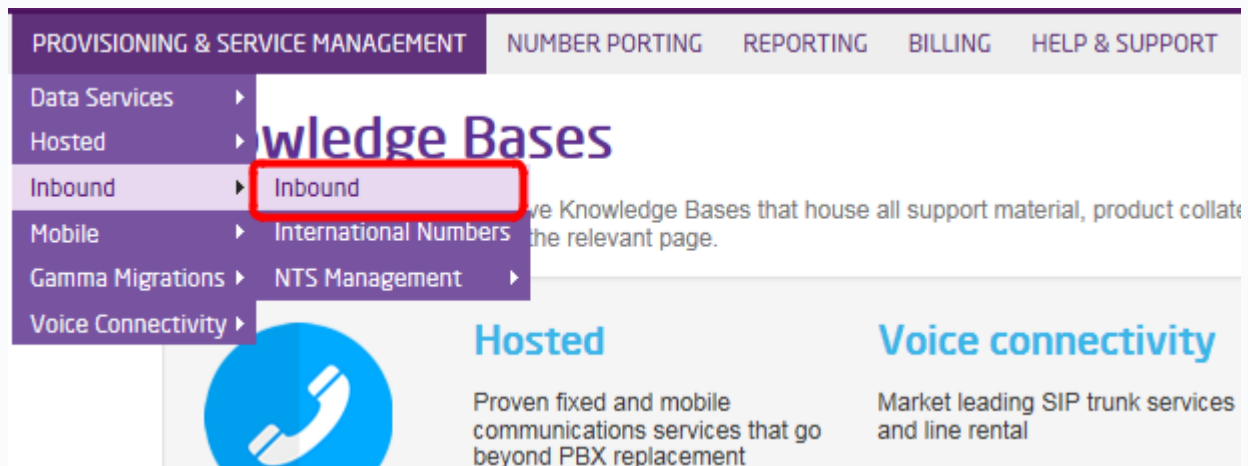 PROVISIONING & SERVICE MANAGEMENT NUMBER PORTING REPORTING BILLING HELP & SUPPORT
Data Services
Hosted
wledge Bases
Inbound Inbound
ve Knowledge Bases that house all support material, product collate
Mobile International Numbers
the relevant page.
Gamma Migrations NTS Management
Voice Connectivity
Hosted Voice connectivity
Proven fixed and mobile Market leading SIP trunk services
communications services that go and line rental
beyond PBX replacement